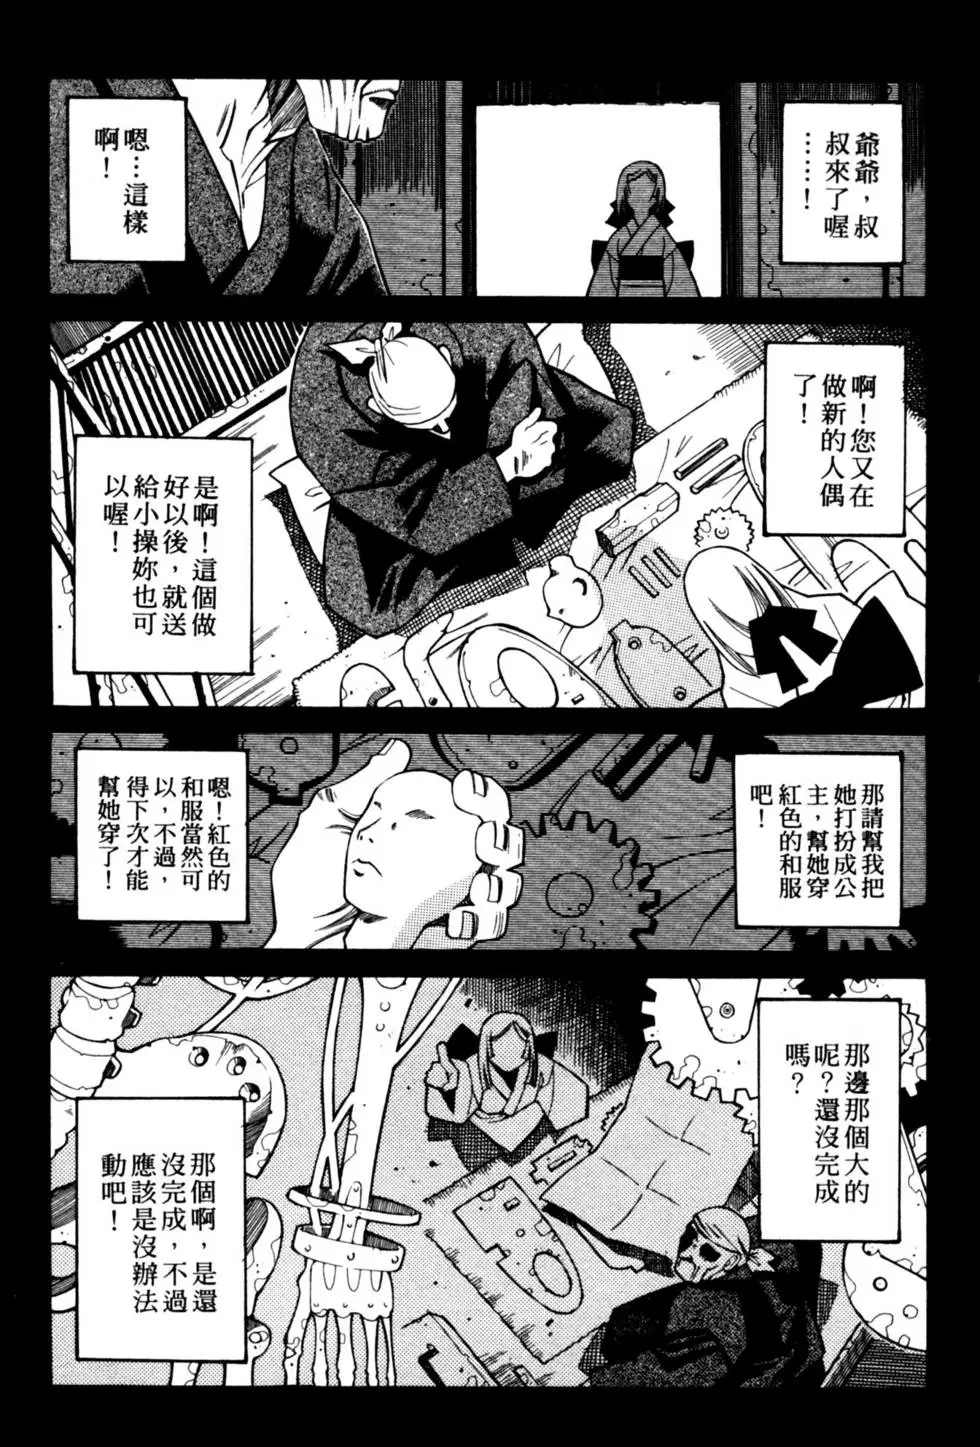 爺爺，叔
叔來了喔
……！
嗯…這樣
啊！
啊！您又在
做新的人偶
了！
是啊！這個做
好以後，就送
給小操妳也可
以喔！
那請幫我把
她打扮成公
主，幫她穿
紅色的和服
吧！
嗯！紅色的
和服當然可
以，不過，
得下次才能
幫她穿了！
那邊那個大的
呢？還沒完成
嗎？
那個啊，是還
沒完成，不過
應該是沒辦法
動吧！